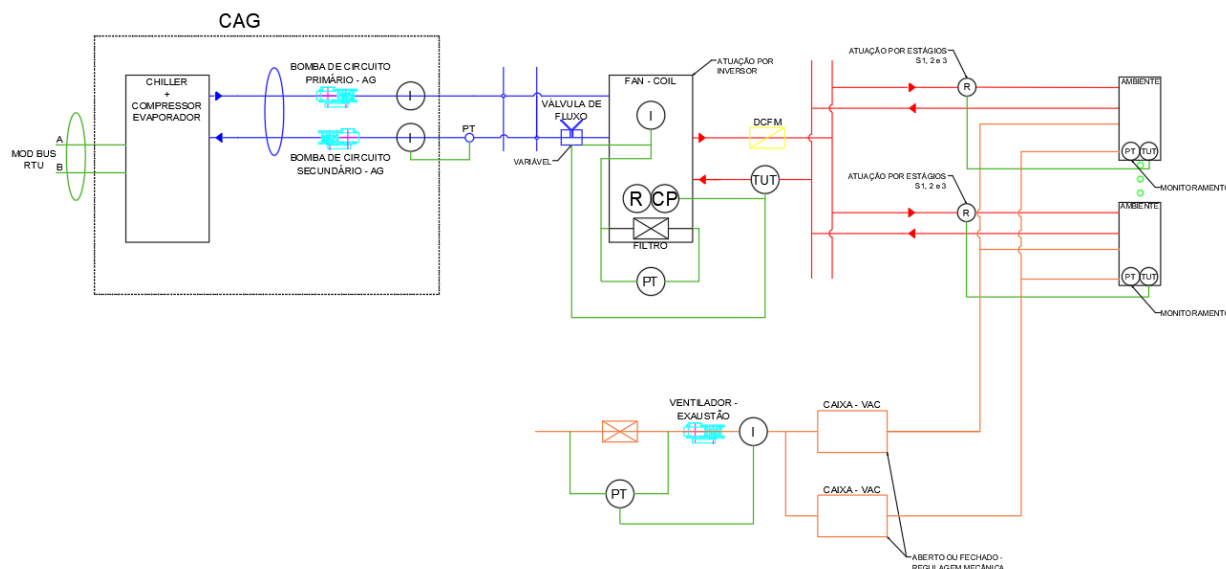 CAG
MOD BUS
RTU
A
B
CHILLER
+
COMPRESSOR
EVAPORADOR
BOMBA DE CIRCUITO
PRIMÁRIO - AG
I
I
PT
BOMBA DE CIRCUITO
SECUNDÁRIO - AG
VÀLVULA DE
FLUXO
VARIÁVEL
FAN - COIL
ATUAÇÃO POR
INVERSOR
I
R
CP
FILTRO
PT
DCFM
TUT
ATUAÇÃO POR ESTÁGIOS
S1, 2 e 3
R
AMBIENTE
PT
TUT
MONITORAMENTO
ATUAÇÃO POR ESTÁGIOS
S1, 2 e 3
R
AMBIENTE
PT
TUT
MONITORAMENTO
VENTILADOR -
EXAUSTÃO
I
PT
CAIXA - VAC
CAIXA - VAC
ABERTO OU FECHADO -
REGULAGEM MECÂNICA